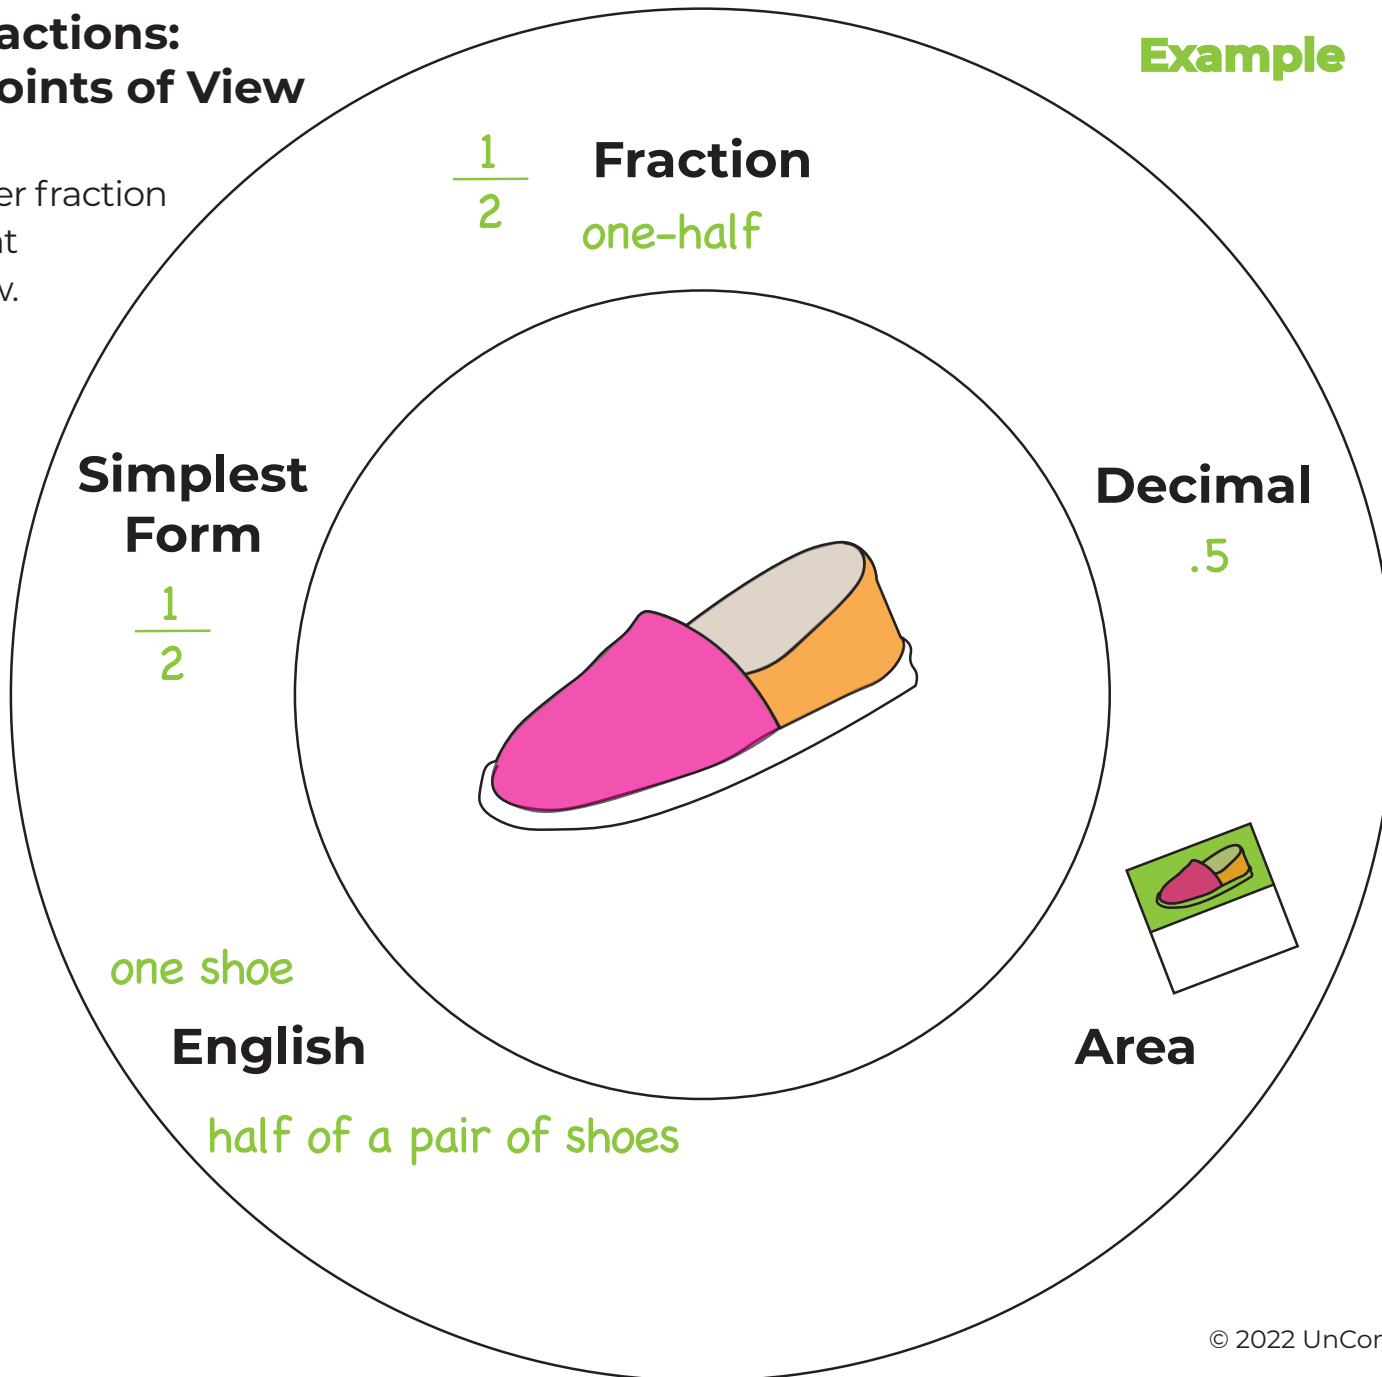 actions:
oints of View
Example
er fraction
nt
v.
1
2
Fraction
one-half
Simplest
Form
1
2
Decimal
.5
one shoe
English
half of a pair of shoes
Area
© 2022 UnCor